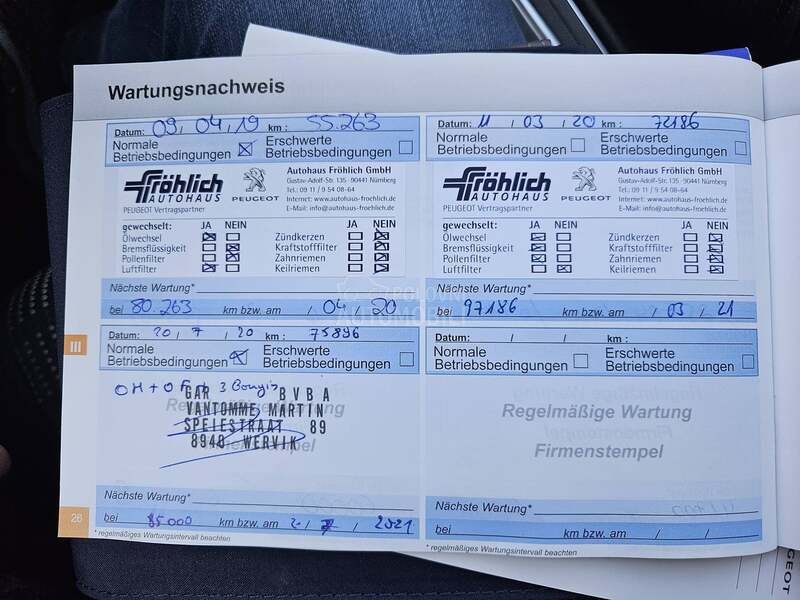 Wartungsnachweis
Datum: 09 / 04 / 19 km : 55.263
Normale Betriebsbedingungen
Erschwerte Betriebsbedingungen
Fröhlich
AUTOHAUS
PEUGEOT Vertragspartner
PEUGEOT
Autohaus Fröhlich GmbH
Gustav-Adolf-Str. 135 · 90441 Nürnberg
Tel.: 09 11 / 9 54 08-64
Internet: www.autohaus-froehlich.de
E-Mail: info@autohaus-froehlich.de
gewechselt: JA NEIN JA NEIN
Ölwechsel Zündkerzen
Bremsflüssigkeit Kraftstofffilter
Pollenfilter Zahnriemen
Luftfilter Keilriemen
Nächste Wartung*
bei 80.263 km bzw. am / 04 / 20
Datum: 11 / 03 / 20 km : 72186
Normale Betriebsbedingungen
Erschwerte Betriebsbedingungen
Fröhlich
AUTOHAUS
PEUGEOT Vertragspartner
PEUGEOT
Autohaus Fröhlich GmbH
Gustav-Adolf-Str. 135 · 90441 Nürnberg
Tel.: 09 11 / 9 54 08-64
Internet: www.autohaus-froehlich.de
E-Mail: info@autohaus-froehlich.de
gewechselt: JA NEIN JA NEIN
Ölwechsel Zündkerzen
Bremsflüssigkeit Kraftstofffilter
Pollenfilter Zahnriemen
Luftfilter Keilriemen
Nächste Wartung*
bei 97186 km bzw. am / 03 / 21
III
Datum: 20 / 7 / 20 km : 75896
Normale Betriebsbedingungen
Erschwerte Betriebsbedingungen
GAR BVBA
VANTOMME MARTIN
SPEIESTRAAT 89
8940 WERVIK
Nächste Wartung*
bei 85000 km bzw. am / 2021
* regelmäßiges Wartungsintervall beachten
26
Datum: / / km :
Normale Betriebsbedingungen
Erschwerte Betriebsbedingungen
Regelmäßige Wartung
Firmenstempel
Nächste Wartung*
bei km bzw. am / /
* regelmäßiges Wartungsintervall beachten